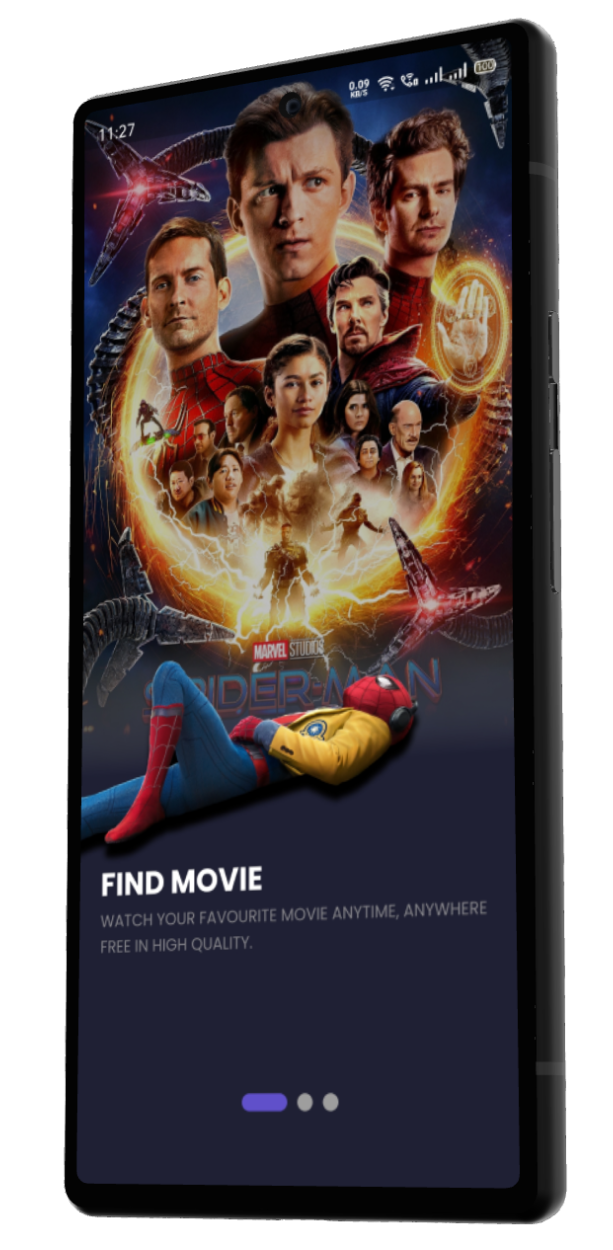 11:27
0.09
KB/S
100
MARVEL STUDIOS
SPIDER-MAN
FIND MOVIE
WATCH YOUR FAVOURITE MOVIE ANYTIME, ANYWHERE
FREE IN HIGH QUALITY.